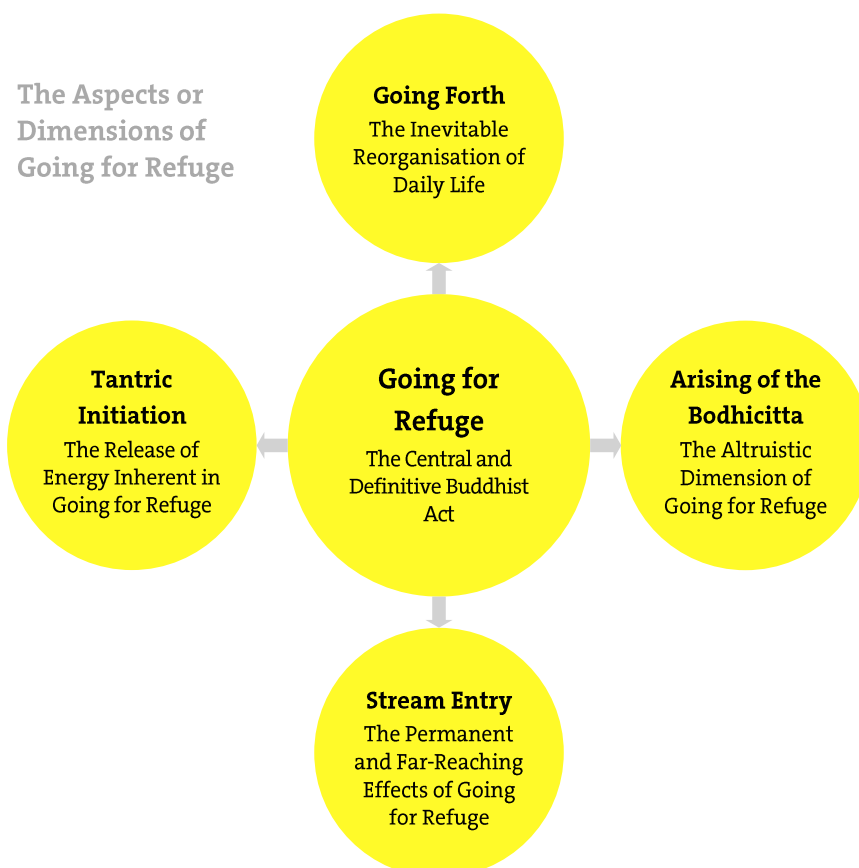 The Aspects or
Dimensions of
Going for Refuge
Going Forth
The Inevitable
Reorganisation of
Daily Life
Tantric
Initiation
The Release of
Energy Inherent in
Going for Refuge
Going for
Refuge
The Central and
Definitive Buddhist
Act
Arising of the
Bodhicitta
The Altruistic
Dimension of
Going for Refuge
Stream Entry
The Permanent
and Far-Reaching
Effects of Going
for Refuge